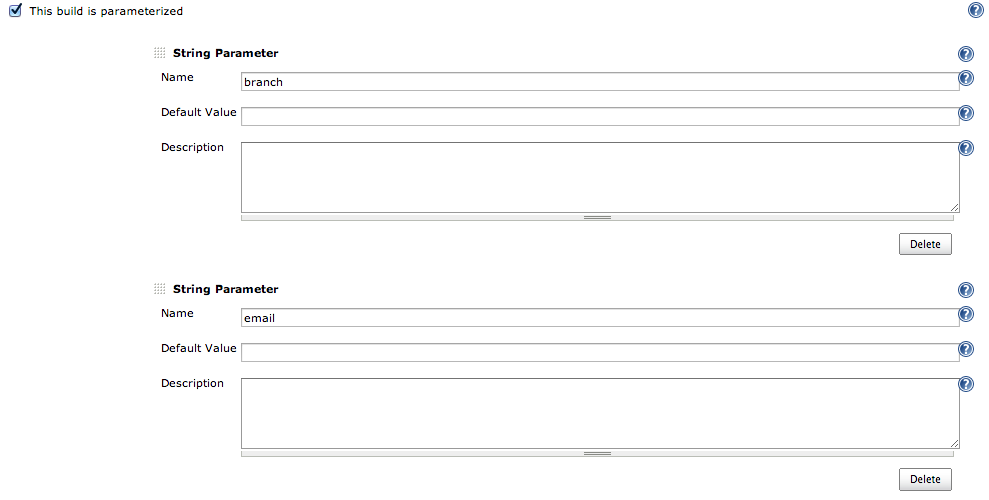 This build is parameterized
?
String Parameter
?
Name
branch
?
Default Value
?
Description
?
Delete
String Parameter
?
Name
email
?
Default Value
?
Description
?
Delete